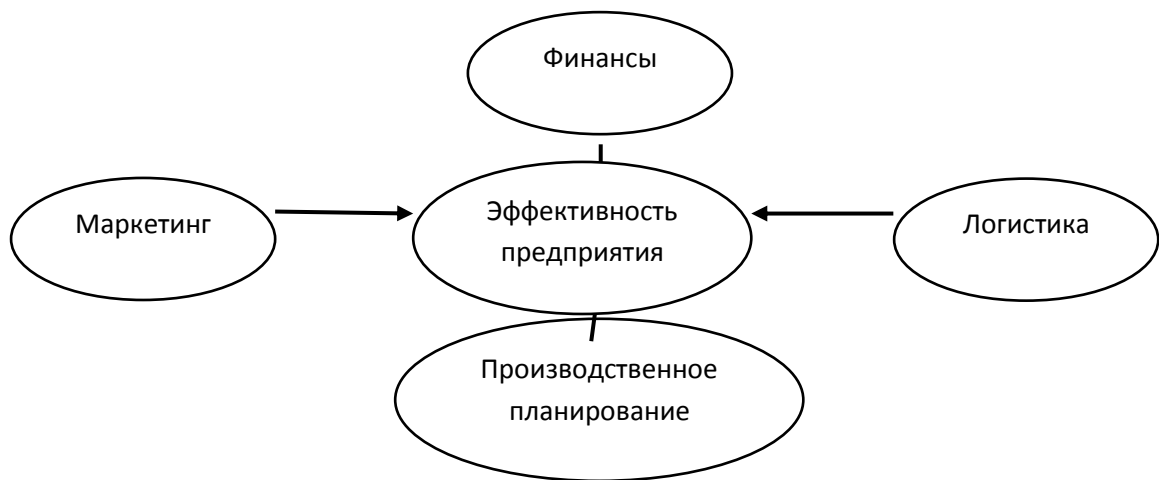 Финансы
Маркетинг
Эффективность
предприятия
Логистика
Производственное
планирование